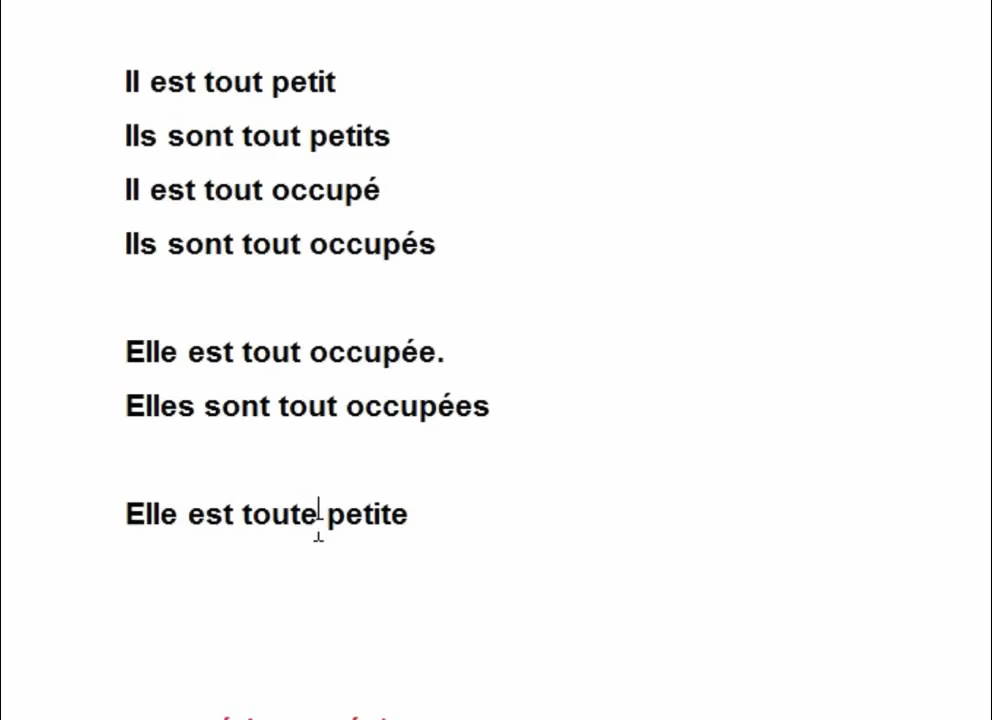 Il est tout petit
Ils sont tout petits
Il est tout occupé
Ils sont tout occupés
Elle est tout occupée.
Elles sont tout occupées
Elle est toute petite